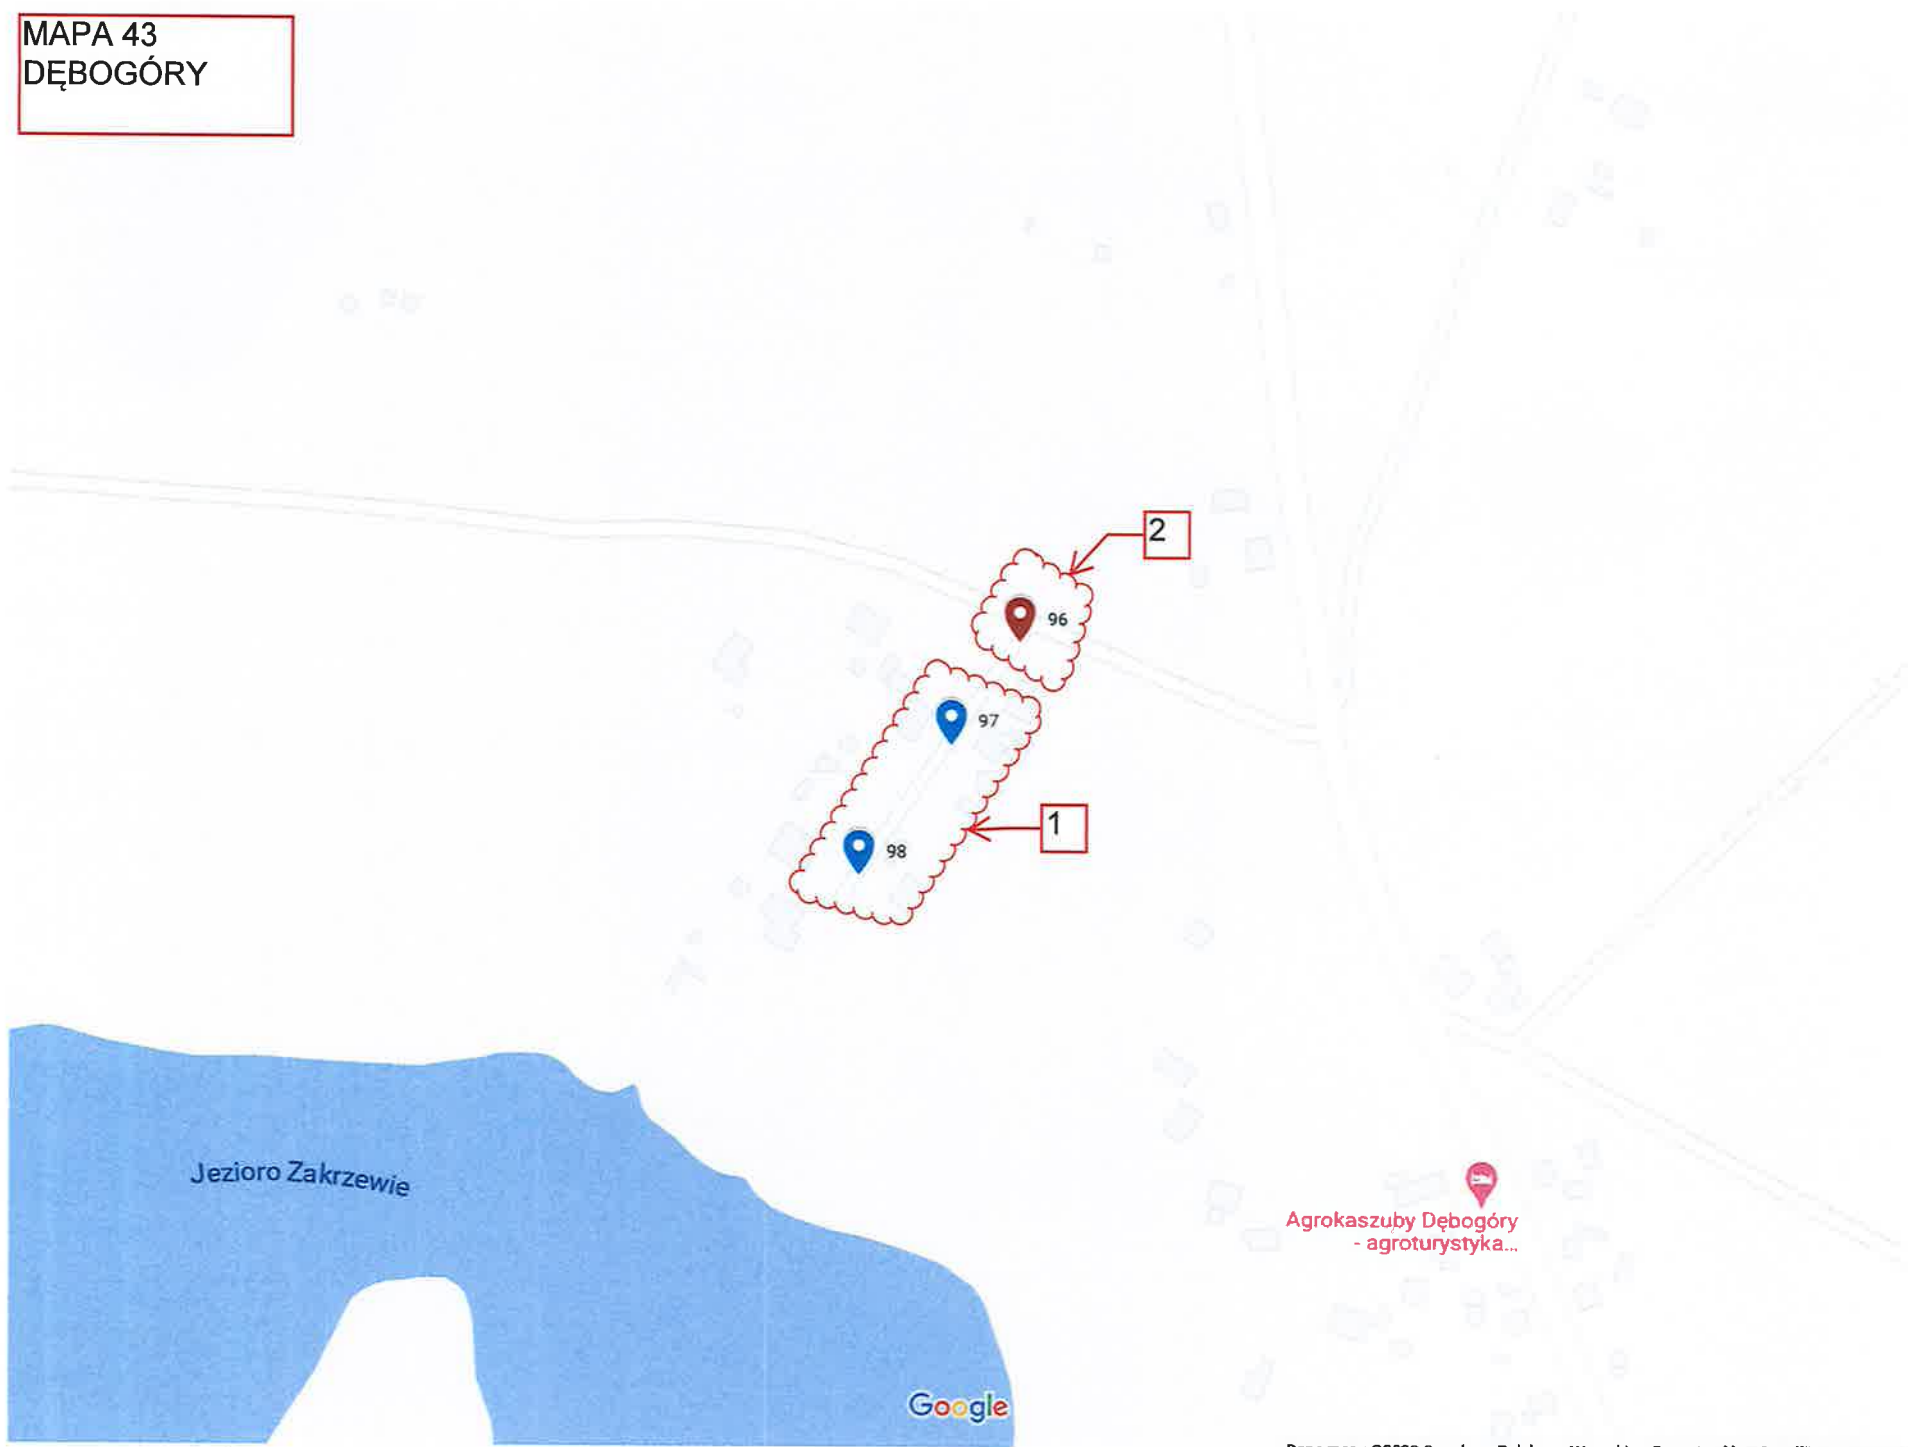 MAPA 43
DĘBOGÓRY
2
96
97
1
98
Jezioro Zakrzewie
Agrokaszuby Dębogóry
- agroturystyka...
Google